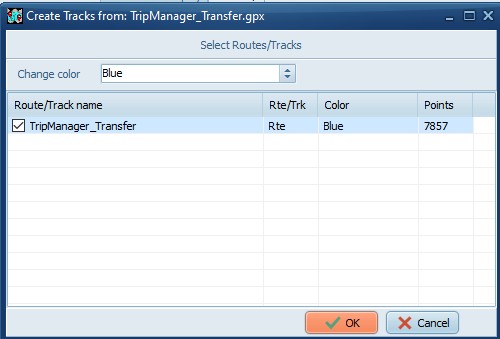 Create Tracks from: TripManager_Transfer.gpx
Select Routes/Tracks
Change color Blue
Route/Track name Rte/Trk Color Points
TripManager_Transfer Rte Blue 7857
OK Cancel